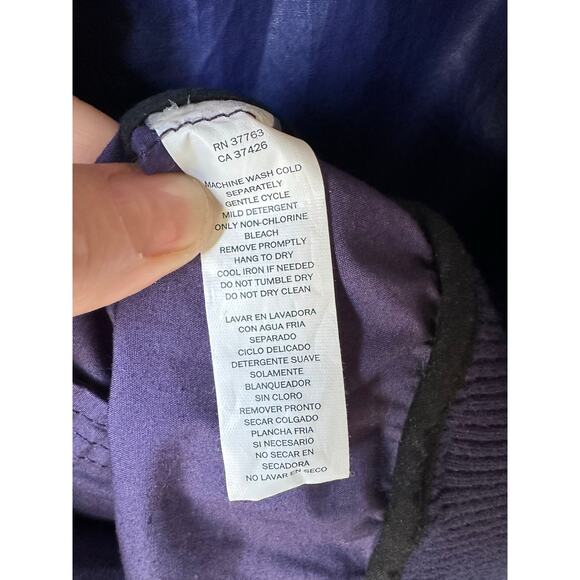 RN 37763
CA 37426
MACHINE WASH COLD
SEPARATELY
GENTLE CYCLE
MILD DETERGENT
ONLY NON-CHLORINE
BLEACH
REMOVE PROMPTLY
HANG TO DRY
COOL IRON IF NEEDED
DO NOT TUMBLE DRY
DO NOT DRY CLEAN
LAVAR EN LAVADORA
CON AGUA FRIA
SEPARADO
CICLO DELICADO
DETERGENTE SUAVE
SOLAMENTE
BLANQUEADOR
SIN CLORO
REMOVER PRONTO
SECAR COLGADO
PLANCHA FRIA
SI NECESARIO
NO SECAR EN
SECADORA
NO LAVAR EN SECO